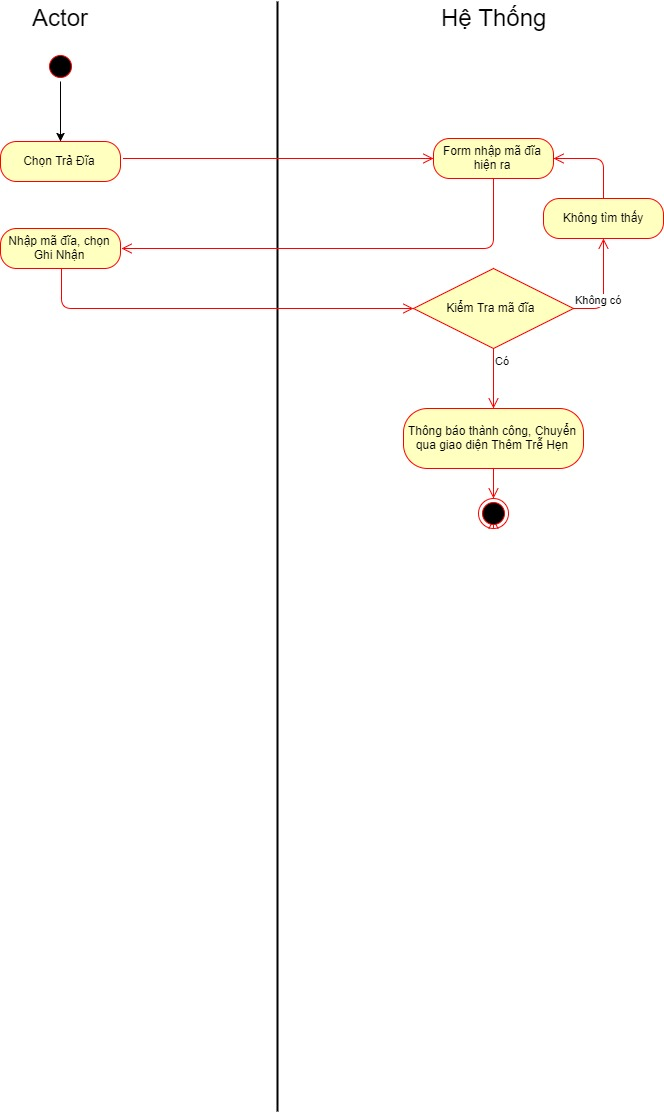 Actor
Hệ Thống
Chọn Trả Đĩa
Form nhập mã đĩa
hiện ra
Không tìm thấy
Nhập mã đĩa, chọn
Ghi Nhận
Kiểm Tra mã đĩa
Không có
Có
Thông báo thành công, Chuyển
qua giao diện Thêm Trễ Hẹn